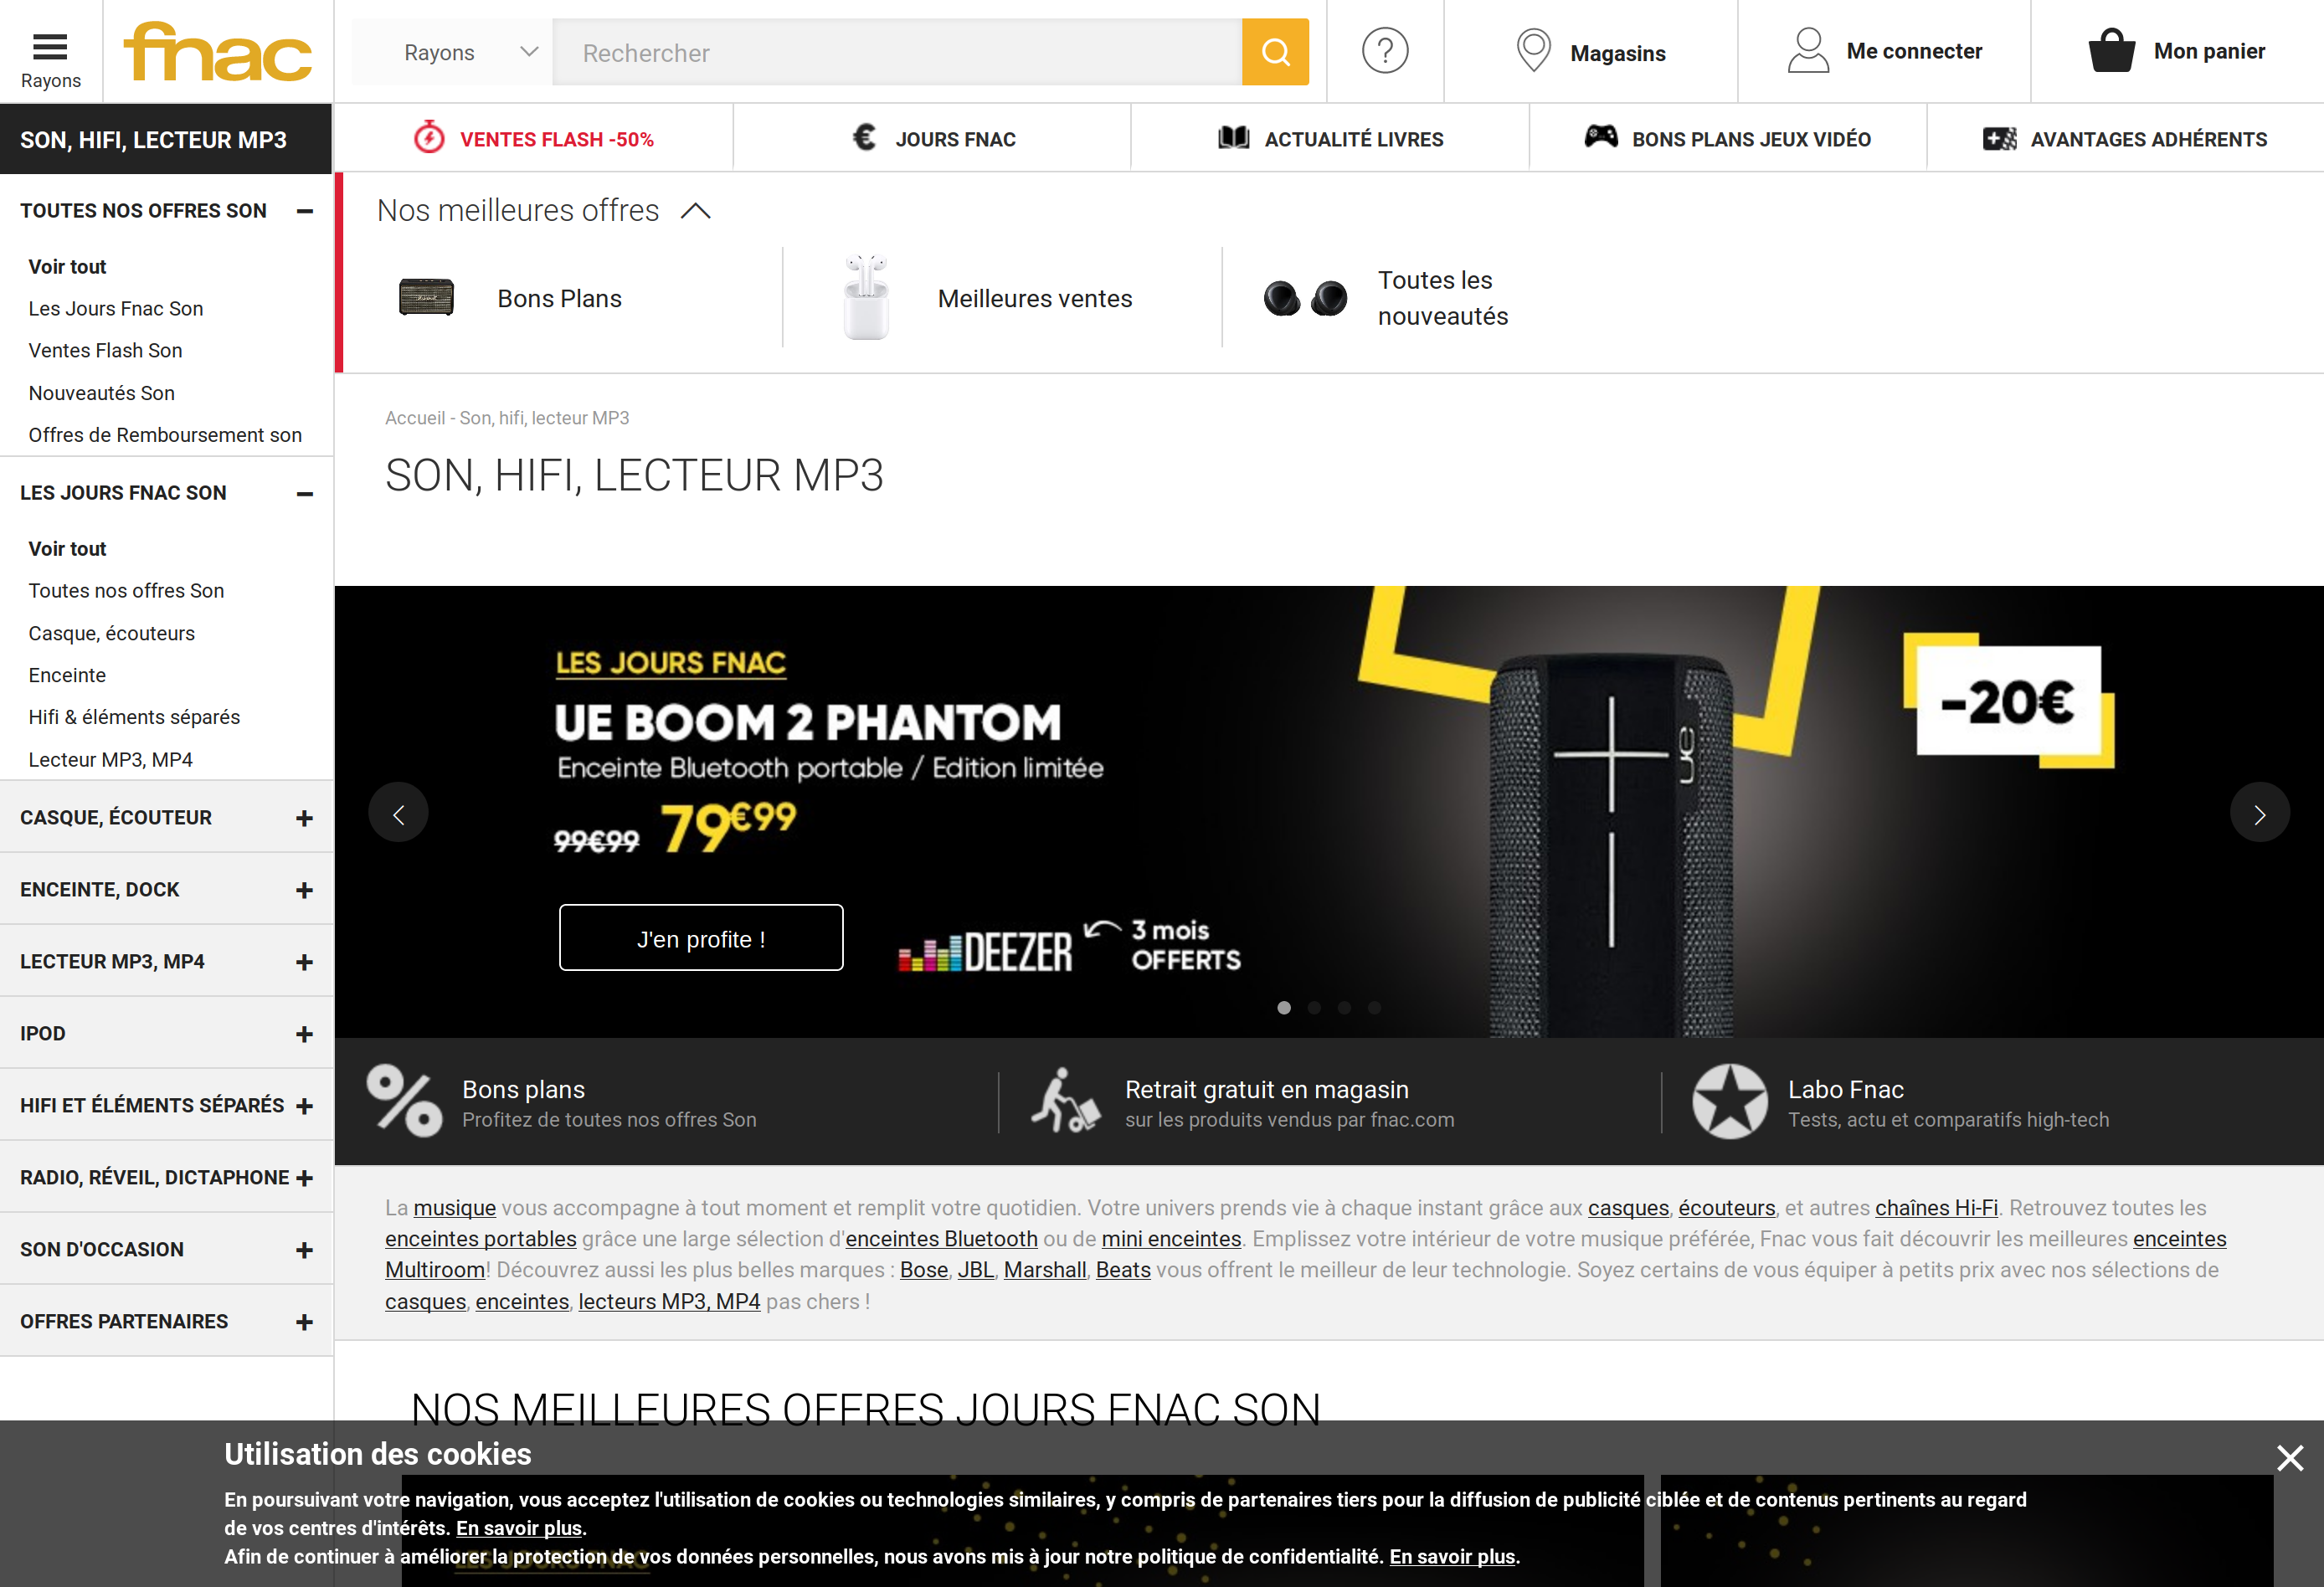 Rayons
fnac
Rayons
Rechercher
?
Magasins
Me connecter
Mon panier
SON, HIFI, LECTEUR MP3
VENTES FLASH -50%
JOURS FNAC
ACTUALITÉ LIVRES
BONS PLANS JEUX VIDÉO
AVANTAGES ADHÉRENTS
TOUTES NOS OFFRES SON
Voir tout
Les Jours Fnac Son
Ventes Flash Son
Nouveautés Son
Offres de Remboursement son
LES JOURS FNAC SON
Voir tout
Toutes nos offres Son
Casque, écouteurs
Enceinte
Hifi & éléments séparés
Lecteur MP3, MP4
CASQUE, ÉCOUTEUR
ENCEINTE, DOCK
LECTEUR MP3, MP4
IPOD
HIFI ET ÉLÉMENTS SÉPARÉS
RADIO, RÉVEIL, DICTAPHONE
SON D'OCCASION
OFFRES PARTENAIRES
Nos meilleures offres
Bons Plans
Meilleures ventes
Toutes les
nouveautés
Accueil - Son, hifi, lecteur MP3
SON, HIFI, LECTEUR MP3
LES JOURS FNAC
UE BOOM 2 PHANTOM
Enceinte Bluetooth portable / Edition limitée
99€99 79€99
J'en profite !
DEEZER
3 mois
OFFERTS
UE
-20€
Bons plans
Profitez de toutes nos offres Son
Retrait gratuit en magasin
sur les produits vendus par fnac.com
Labo Fnac
Tests, actu et comparatifs high-tech
La musique vous accompagne à tout moment et remplit votre quotidien. Votre univers prends vie à chaque instant grâce aux casques, écouteurs, et autres chaînes Hi-Fi. Retrouvez toutes les
enceintes portables grâce une large sélection d'enceintes Bluetooth ou de mini enceintes. Emplissez votre intérieur de votre musique préférée, Fnac vous fait découvrir les meilleures enceintes
Multiroom! Découvrez aussi les plus belles marques : Bose, JBL, Marshall, Beats vous offrent le meilleur de leur technologie. Soyez certains de vous équiper à petits prix avec nos sélections de
casques, enceintes, lecteurs MP3, MP4 pas chers !
NOS MEILLEURES OFFRES JOURS FNAC SON
Utilisation des cookies
En poursuivant votre navigation, vous acceptez l'utilisation de cookies ou technologies similaires, y compris de partenaires tiers pour la diffusion de publicité ciblée et de contenus pertinents au regard
de vos centres d'intérêts. En savoir plus.
Afin de continuer à améliorer la protection de vos données personnelles, nous avons mis à jour notre politique de confidentialité. En savoir plus.
LES JOURS FNAC